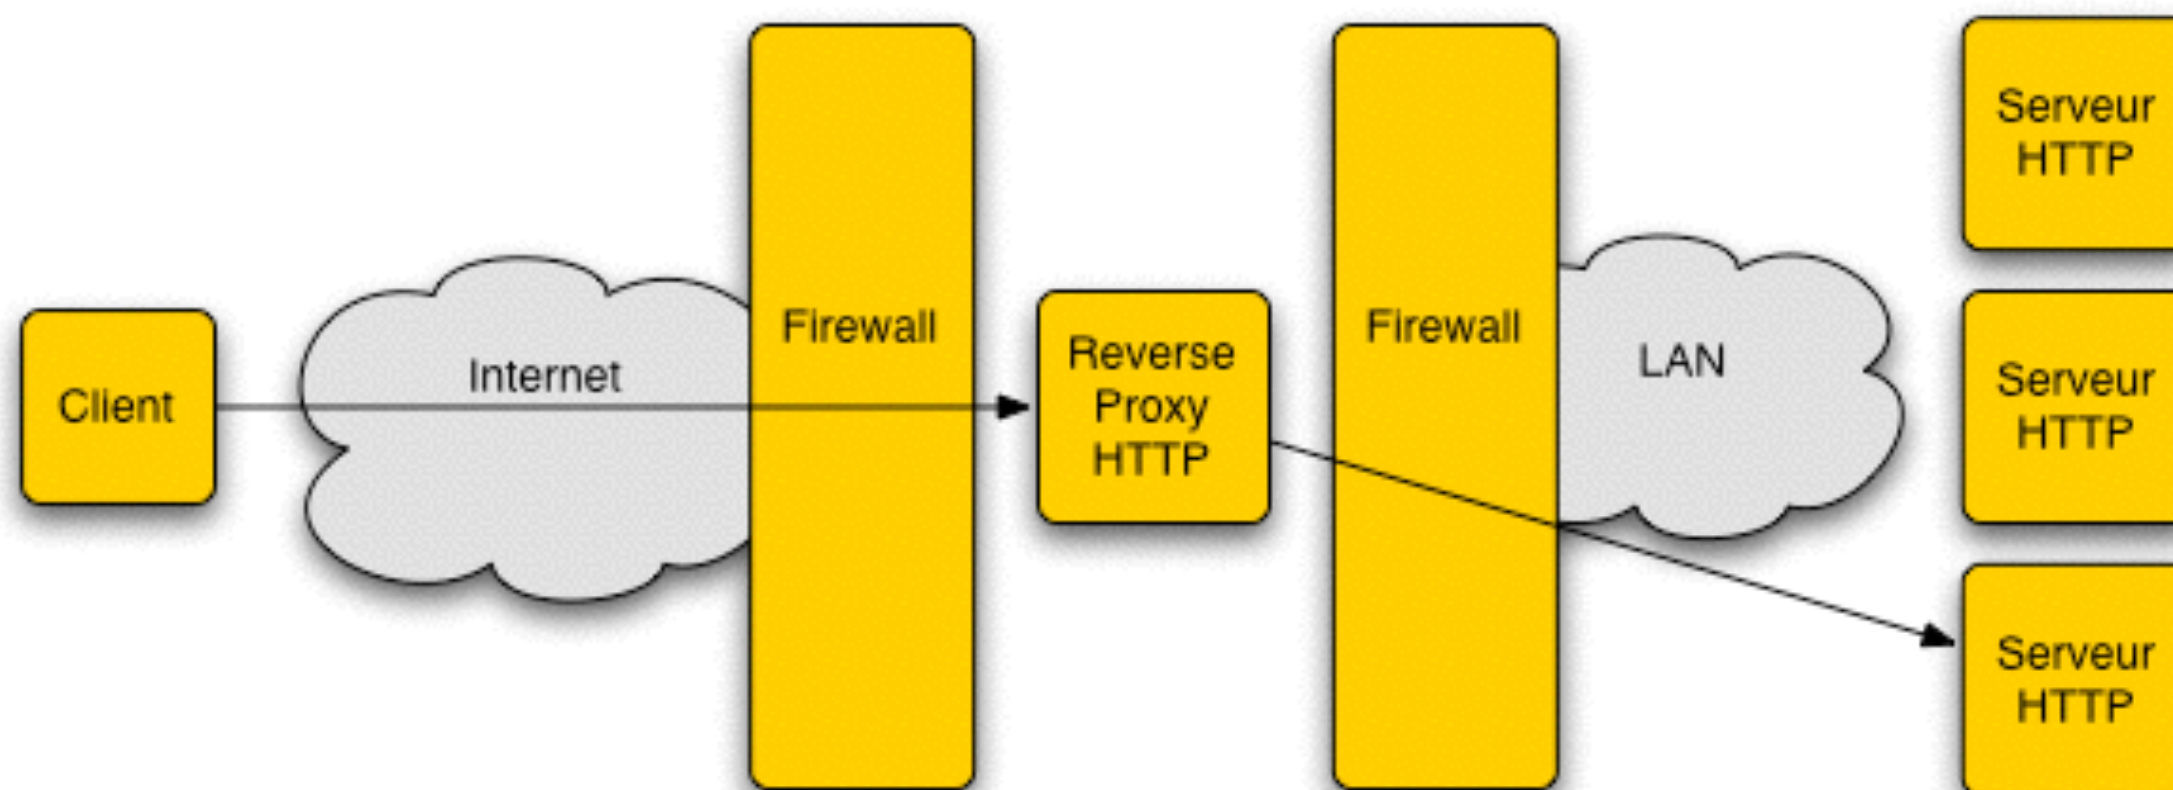 Client
Internet
Firewall
Reverse
Proxy
HTTP
Firewall
LAN
Serveur
HTTP
Serveur
HTTP
Serveur
HTTP